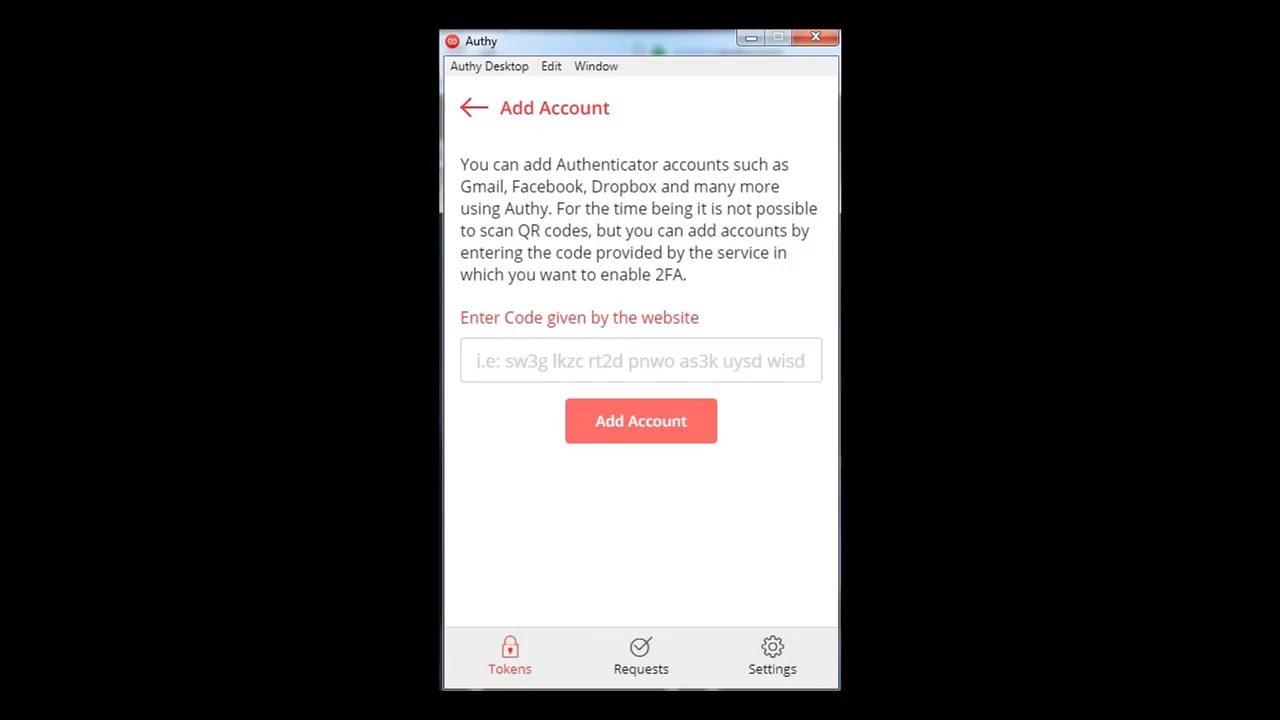 Authy
Authy Desktop Edit Window
Add Account
You can add Authenticator accounts such as
Gmail, Facebook, Dropbox and many more
using Authy. For the time being it is not possible
to scan QR codes, but you can add accounts by
entering the code provided by the service in
which you want to enable 2FA.
Enter Code given by the website
i.e: sw3g lkzc rt2d pnwo as3k uysd wisd
Add Account
Tokens Requests Settings